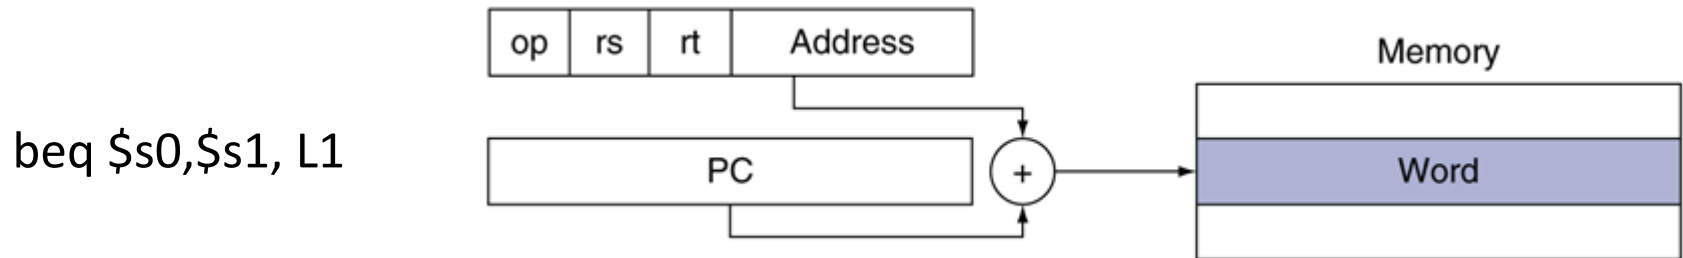 op rs rt Address
Memory
beq $s0,$s1, L1
PC + Word